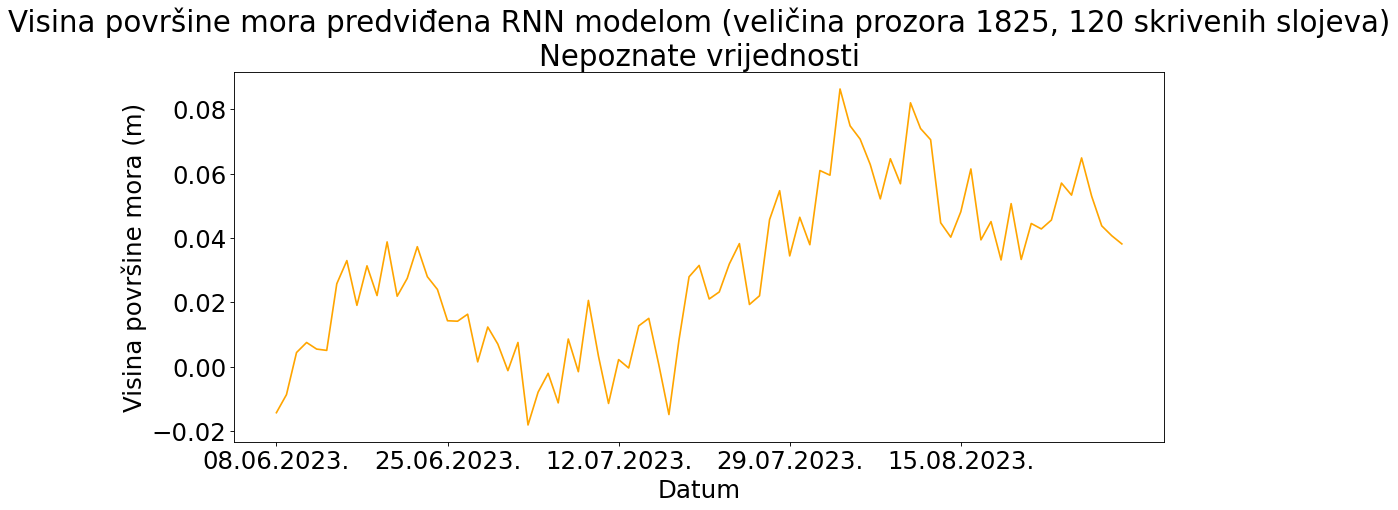 Visina površine mora predviđena RNN modelom (veličina prozora 1825, 120 skrivenih slojeva)
Nepoznate vrijednosti
Visina površine mora (m)
0.08
0.06
0.04
0.02
0.00
−0.02
08.06.2023. 25.06.2023. 12.07.2023. 29.07.2023. 15.08.2023.
Datum